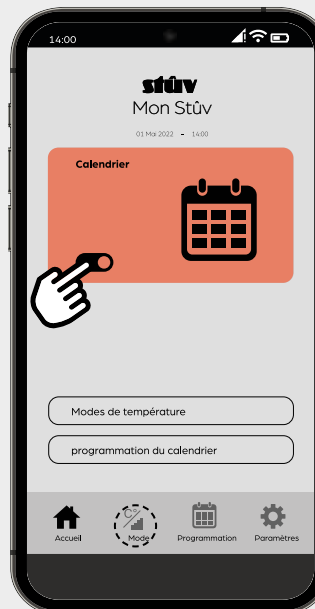 14:00
stûv
Mon Stûv
01 Mai 2022 - 14:00
Calendrier
Modes de température
programmation du calendrier
C°
Accueil Mode Programmation Paramètres